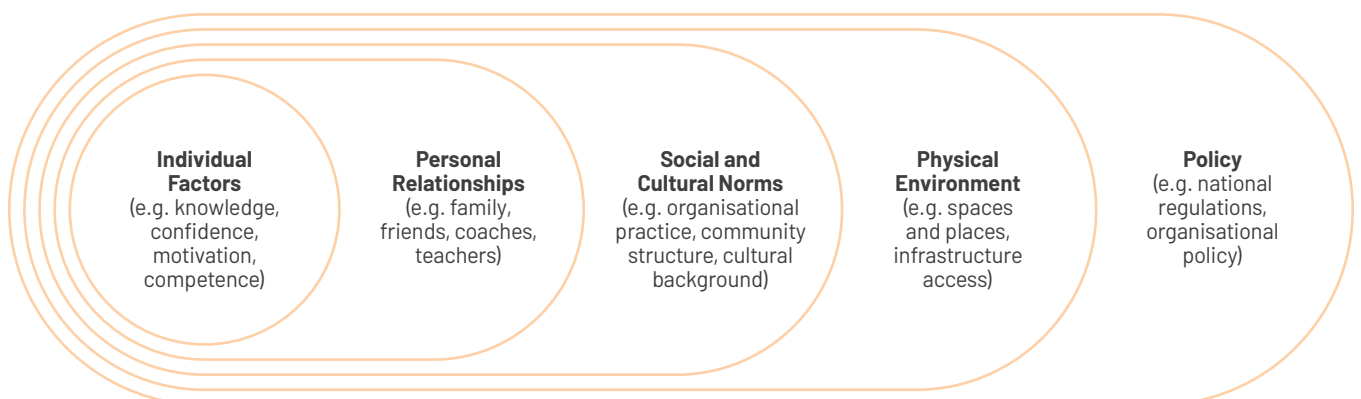 Individual
Factors
(e.g. knowledge,
confidence,
motivation,
competence)
Personal
Relationships
(e.g. family,
friends, coaches,
teachers)
Social and
Cultural Norms
(e.g. organisational
practice, community
structure, cultural
background)
Physical
Environment
(e.g. spaces
and places,
infrastructure
access)
Policy
(e.g. national
regulations,
organisational
policy)